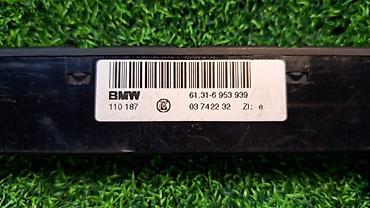 BMW 61.31-6 953 939
110 187 03 7422 32 ZI: e